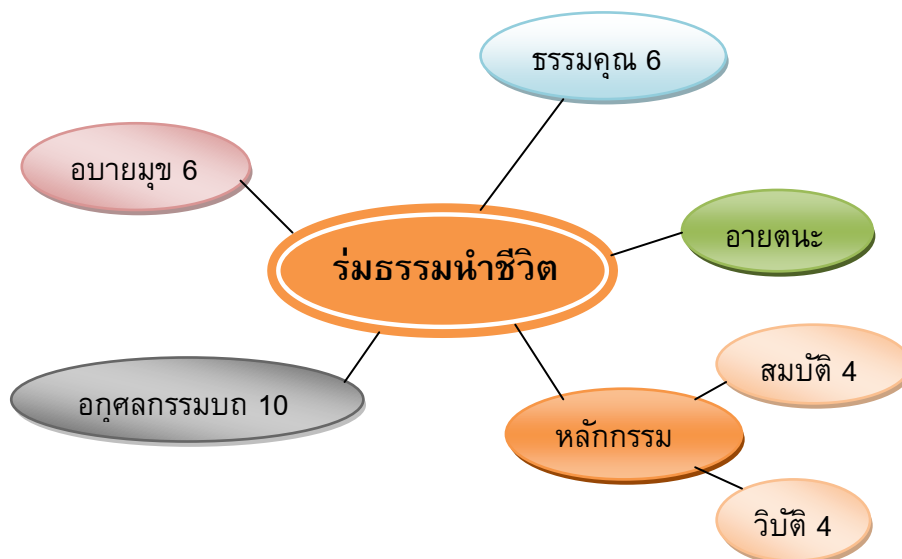 ธรรมคุณ 6
อบายมุข 6
อายตนะ
ร่มธรรมนำชีวิต
สมบัติ 4
อกุศลกรรมบถ 10
หลักกรรม
วิบัติ 4